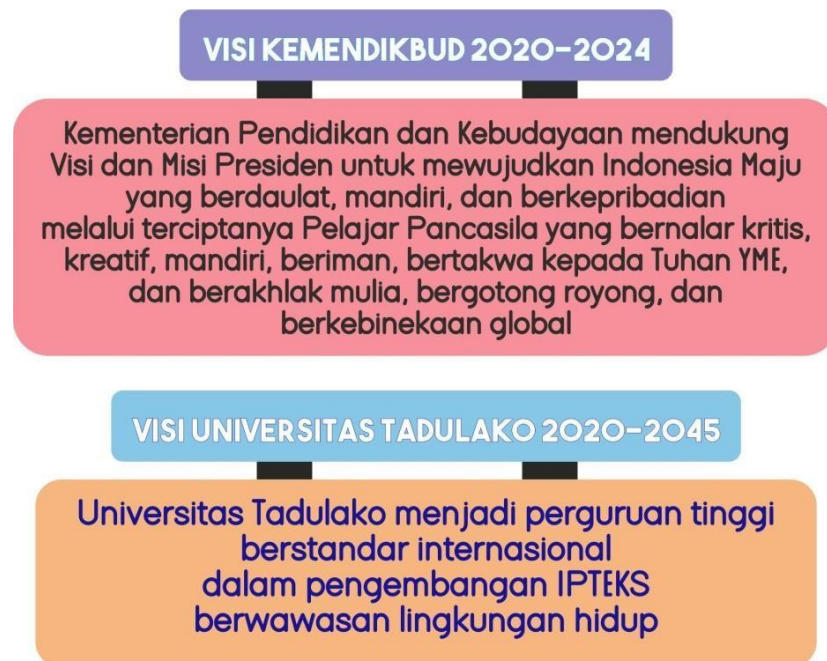 VISI KEMENDIKBUD 2020-2024
Kementerian Pendidikan dan Kebudayaan mendukung
Visi dan Misi Presiden untuk mewujudkan Indonesia Maju
yang berdaulat, mandiri, dan berkepribadian
melalui terciptanya Pelajar Pancasila yang bernalar kritis,
kreatif, mandiri, beriman, bertakwa kepada Tuhan YME,
dan berakhlak mulia, bergotong royong, dan
berkebinekaan global
VISI UNIVERSITAS TADULAKO 2020-2045
Universitas Tadulako menjadi perguruan tinggi
berstandar internasional
dalam pengembangan IPTEKS
berwawasan lingkungan hidup